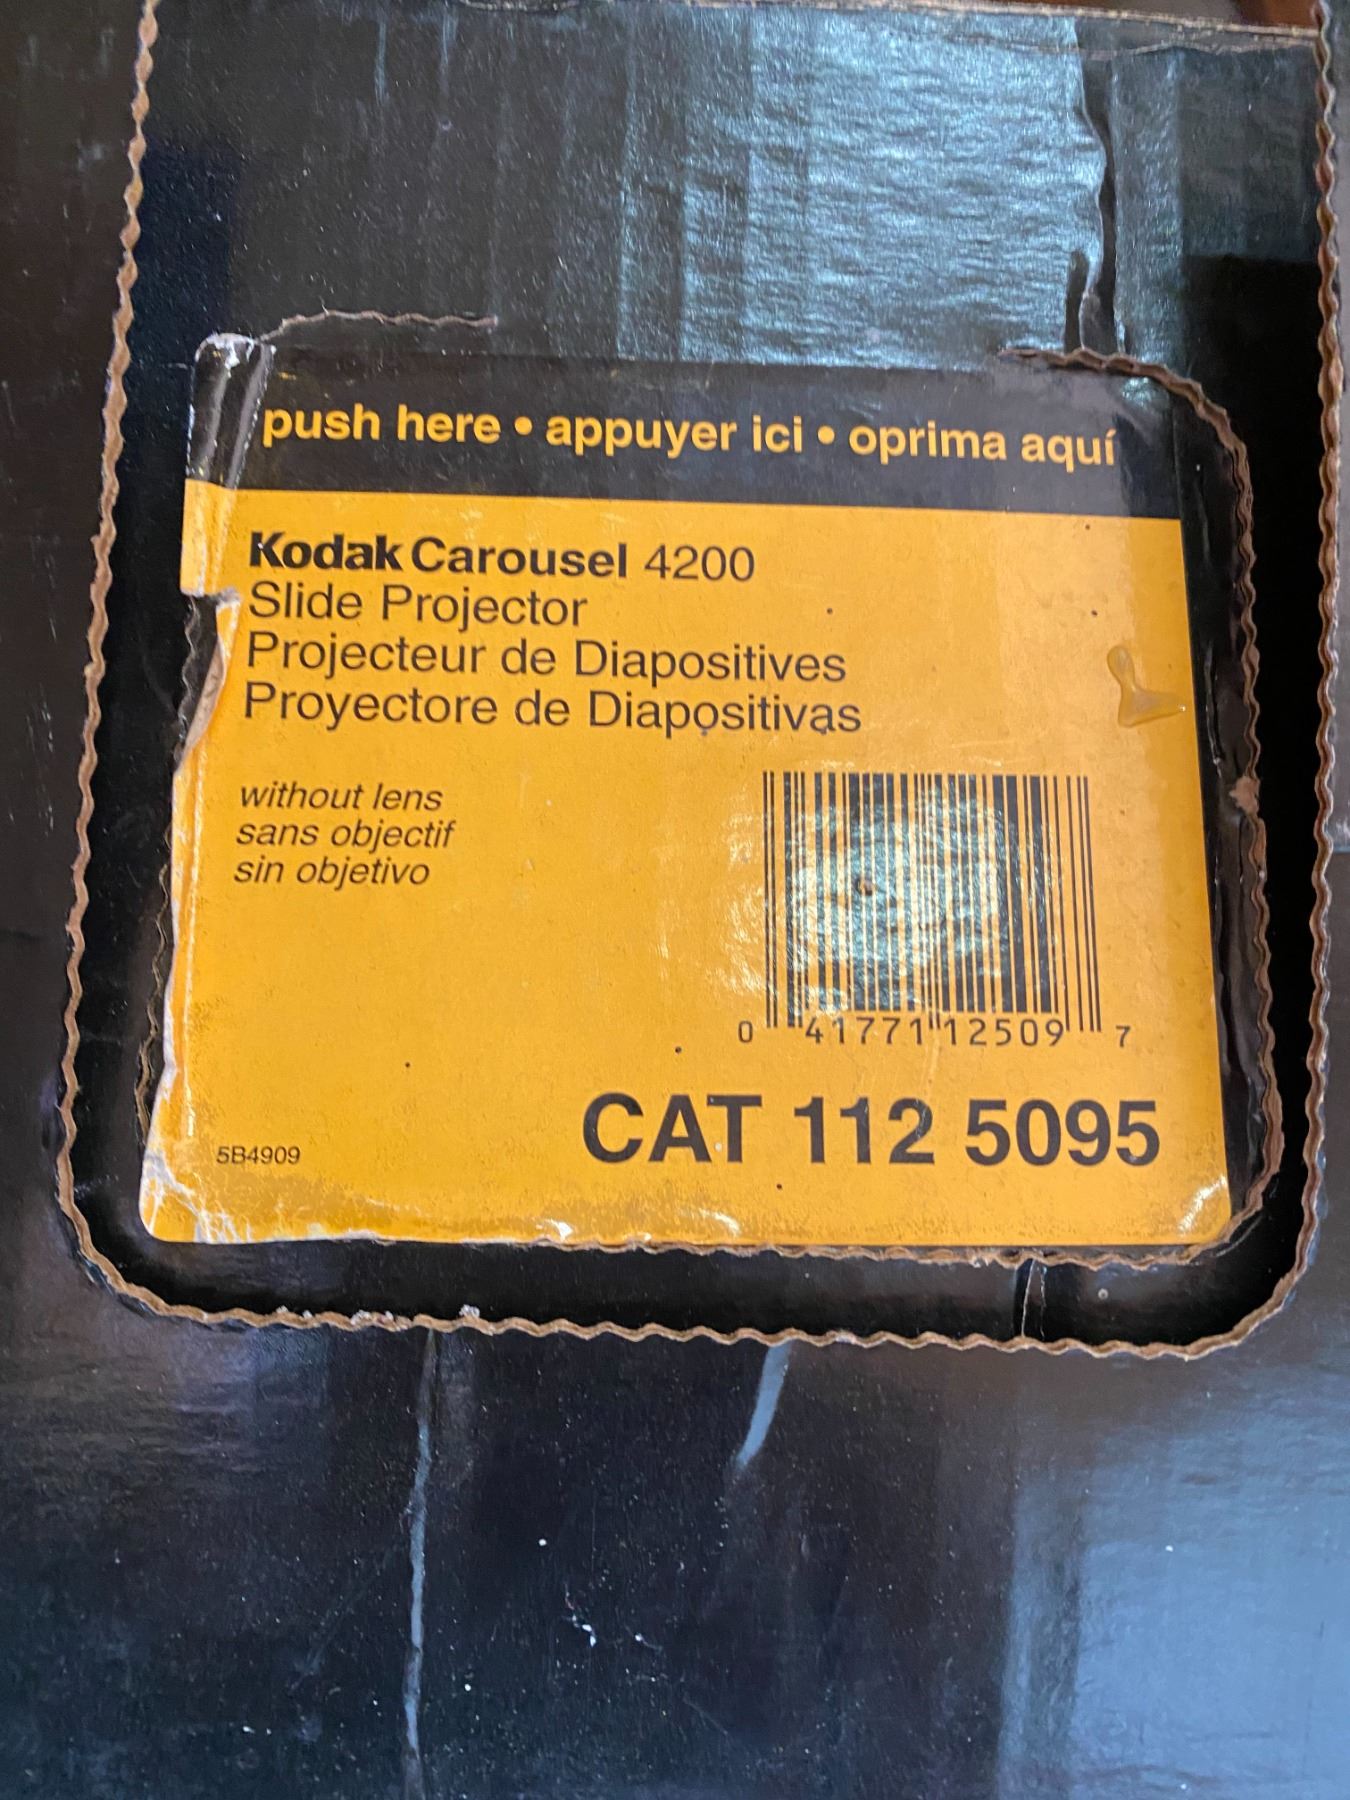 push here • appuyer ici • oprima aquí
Kodak Carousel 4200
Slide Projector
Projecteur de Diapositives
Proyectore de Diapositivas
without lens
sans objectif
sin objetivo
0 41771 12509 7
CAT 112 5095
5B4909